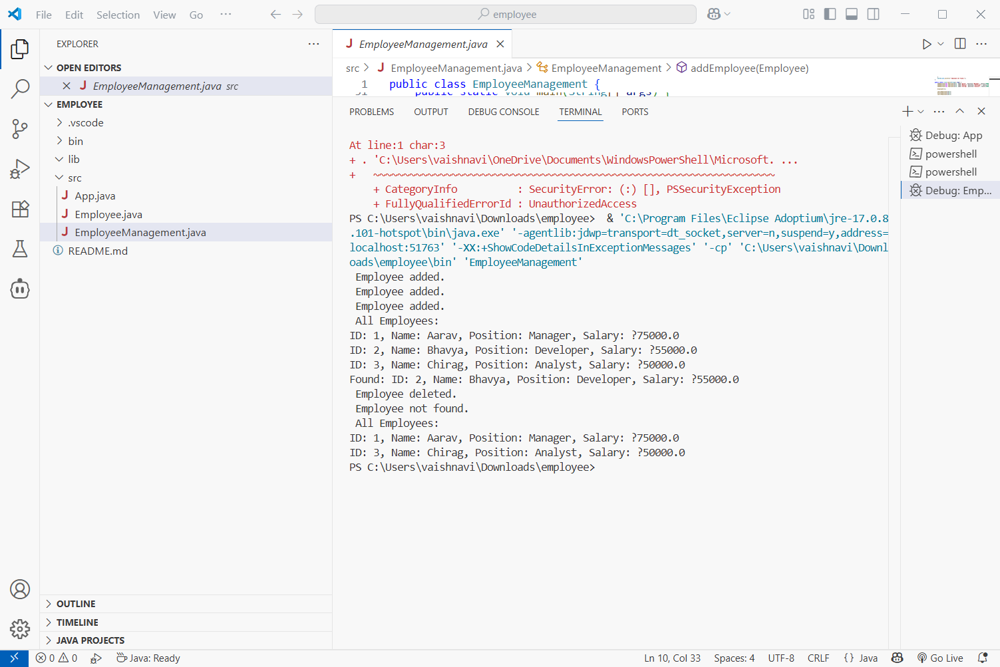 File Edit Selection View Go ··· employee
EXPLORER
OPEN EDITORS
EmployeeManagement.java src
EMPLOYEE
.vscode
bin
lib
src
App.java
Employee.java
EmployeeManagement.java
README.md
OUTLINE
TIMELINE
JAVA PROJECTS
EmployeeManagement.java
src > EmployeeManagement.java > EmployeeManagement > addEmployee(Employee)
1 public class EmployeeManagement {
public static void main(String[] args) {
PROBLEMS OUTPUT DEBUG CONSOLE TERMINAL PORTS
At line:1 char:3
+ . 'C:\Users\vaishnavi\OneDrive\Documents\WindowsPowerShell\Microsoft. ...
+ ~~~~~~~~~~~~~~~~~~~~~~~~~~~~~~~~~~~~~~~~~~~~~~~~~~~~~~~~~~~~~~~~~~~
+ CategoryInfo : SecurityError: (:) [], PSSecurityException
+ FullyQualifiedErrorId : UnauthorizedAccess
PS C:\Users\vaishnavi\Downloads\employee> & 'C:\Program Files\Eclipse Adoptium\jre-17.0.8
.101-hotspot\bin\java.exe' '-agentlib:jdwp=transport=dt_socket,server=n,suspend=y,address=
localhost:51763' '-XX:+ShowCodeDetailsInExceptionMessages' '-cp' 'C:\Users\vaishnavi\Downl
oads\employee\bin' 'EmployeeManagement'
Employee added.
Employee added.
Employee added.
All Employees:
ID: 1, Name: Aarav, Position: Manager, Salary: ?75000.0
ID: 2, Name: Bhavya, Position: Developer, Salary: ?55000.0
ID: 3, Name: Chirag, Position: Analyst, Salary: ?50000.0
Found: ID: 2, Name: Bhavya, Position: Developer, Salary: ?55000.0
Employee deleted.
Employee not found.
All Employees:
ID: 1, Name: Aarav, Position: Manager, Salary: ?75000.0
ID: 3, Name: Chirag, Position: Analyst, Salary: ?50000.0
PS C:\Users\vaishnavi\Downloads\employee>
Debug: App
powershell
powershell
Debug: Emp...
0 0 Java: Ready Ln 10, Col 33 Spaces: 4 UTF-8 CRLF {} Java Go Live